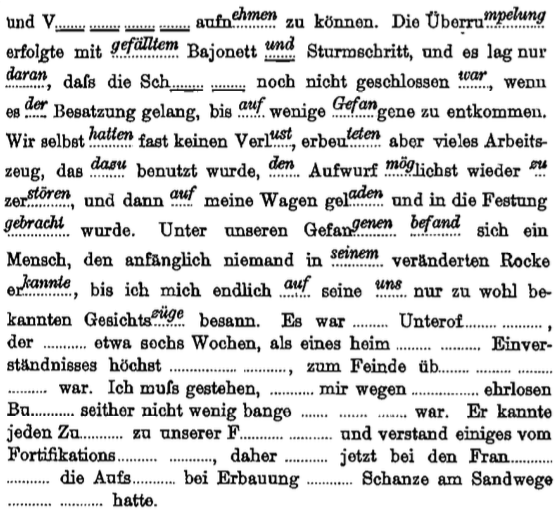 und V...... ...... ...... ...... aufnehmen zu können. Die Überrumpelung
erfolgte mit gefälltem Bajonett und Sturmschritt, und es lag nur
daran, daſs die Sch...... ...... noch nicht geschlossen war, wenn
es der Besatzung gelang, bis auf wenige Gefangene zu entkommen.
Wir selbst hatten fast keinen Verlust, erbeuteten aber vieles Arbeits-
zeug, das dazu benutzt wurde, den Aufwurf möglichst wieder zu
zerstören, und dann auf meine Wagen geladen und in die Festung
gebracht wurde. Unter unseren Gefangenen befand sich ein
Mensch, den anfänglich niemand in seinem veränderten Rocke
erkannte, bis ich mich endlich auf seine uns nur zu wohl be-
kannten Gesichtszüge besann. Es war ......... Unterof......... ..........,
der .......... etwa sechs Wochen, als eines heim ......... ............ Einver-
ständnisses höchst ................ ..........., zum Feinde üb........ ......... .........
.......... war. Ich muſs gestehen, ........... mir wegen ................. ehrlosen
Bu........... seither nicht wenig bange ....... ....... ....... war. Er kannte
jeden Zu........... zu unserer F........... ............ und verstand einiges vom
Fortifikations........... ..........., daher ........... jetzt bei den Fran...........
........... die Aufs........... bei Erbauung ............ Schanze am Sandwege
........... ........... hatte.